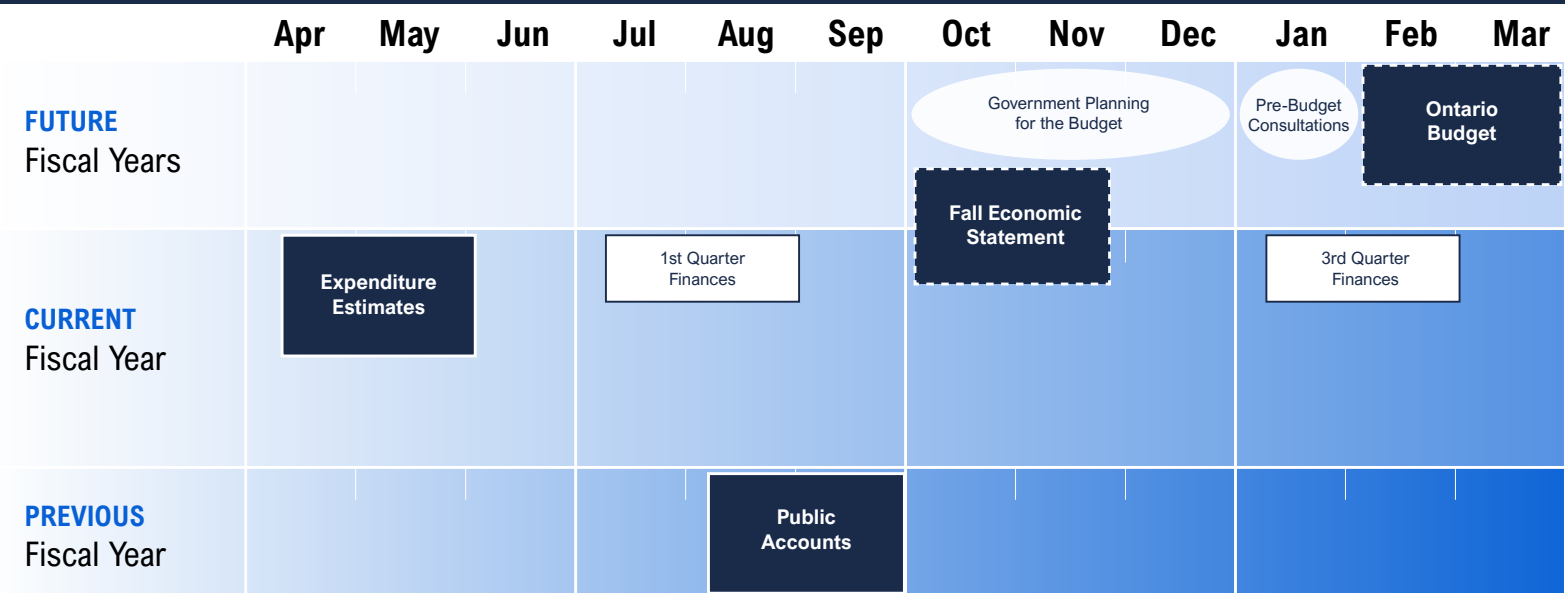 Apr May Jun Jul Aug Sep Oct Nov Dec Jan Feb Mar
FUTURE
Fiscal Years
Government Planning
for the Budget
Pre-Budget
Consultations
Ontario
Budget
Fall Economic
Statement
CURRENT
Fiscal Year
Expenditure
Estimates
1st Quarter
Finances
3rd Quarter
Finances
PREVIOUS
Fiscal Year
Public
Accounts